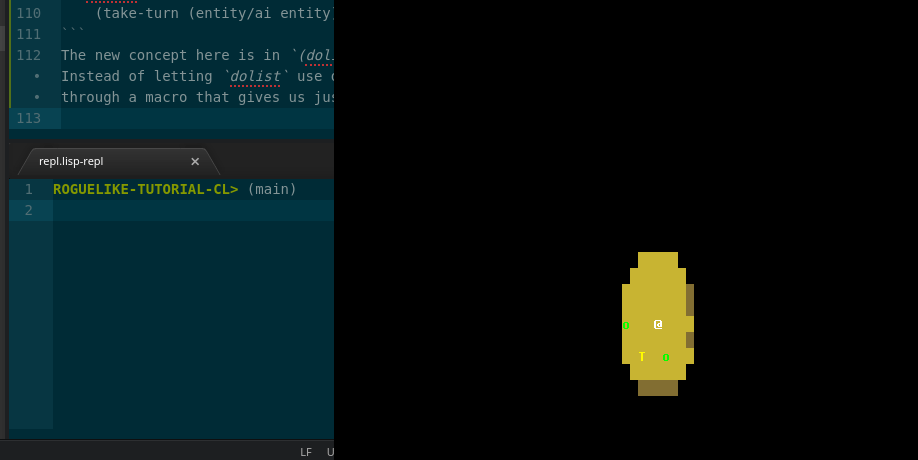 110 (take-turn (entity/ai entity)
111 ```
112 The new concept here is in `(doli
• Instead of letting `dolist` use
• through a macro that gives us jus
113
repl.lisp-repl ×
1 ROGUELIKE-TUTORIAL-CL> (main)
2
o @
T o
LF U